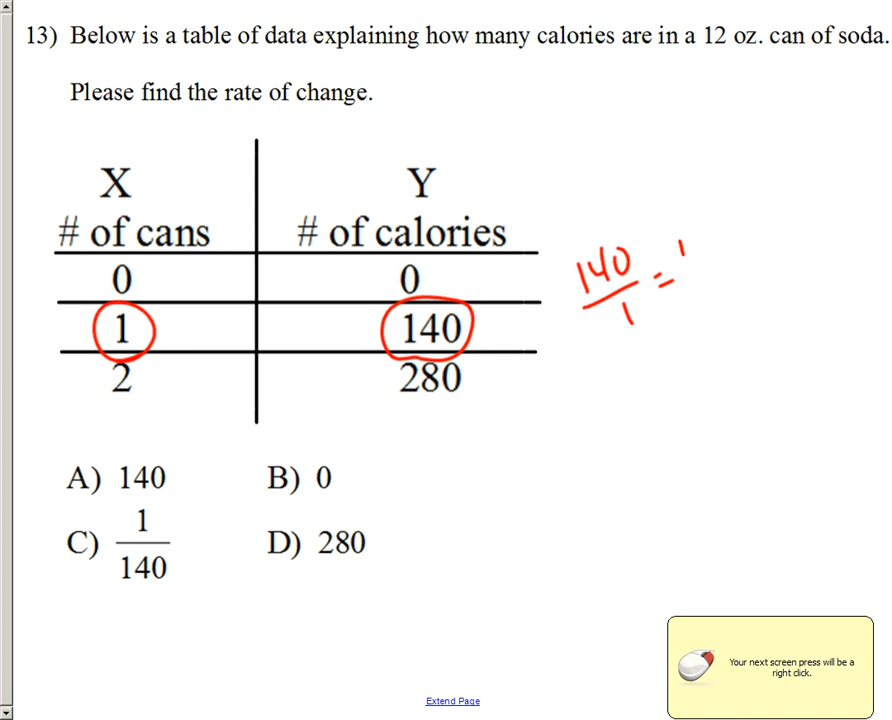 13) Below is a table of data explaining how many calories are in a 12 oz. can of soda.
Please find the rate of change.
X Y
# of cans # of calories
0 0
1 140
2 280
140/1 =
A) 140 B) 0
C) 1/140 D) 280
Your next screen press will be a
right click.
Extend Page